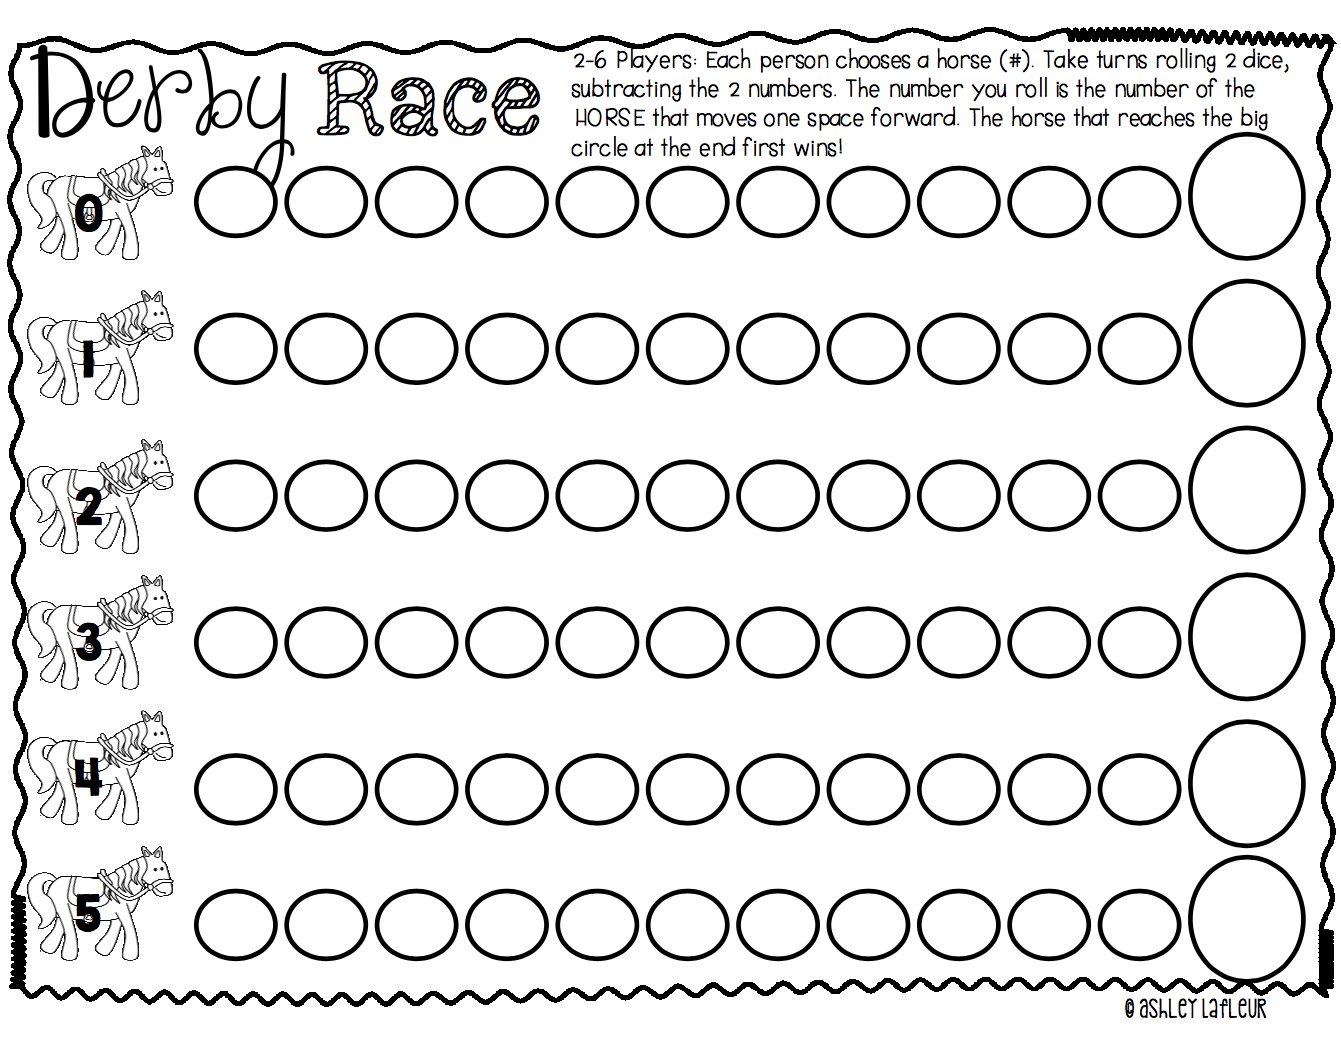 Derby Race
2-6 Players: Each person chooses a horse (#). Take turns rolling 2 dice,
subtracting the 2 numbers. The number you roll is the number of the
HORSE that moves one space forward. The horse that reaches the big
circle at the end first wins!
0
1
2
3
4
5
© ASHLEY LAFLEUR